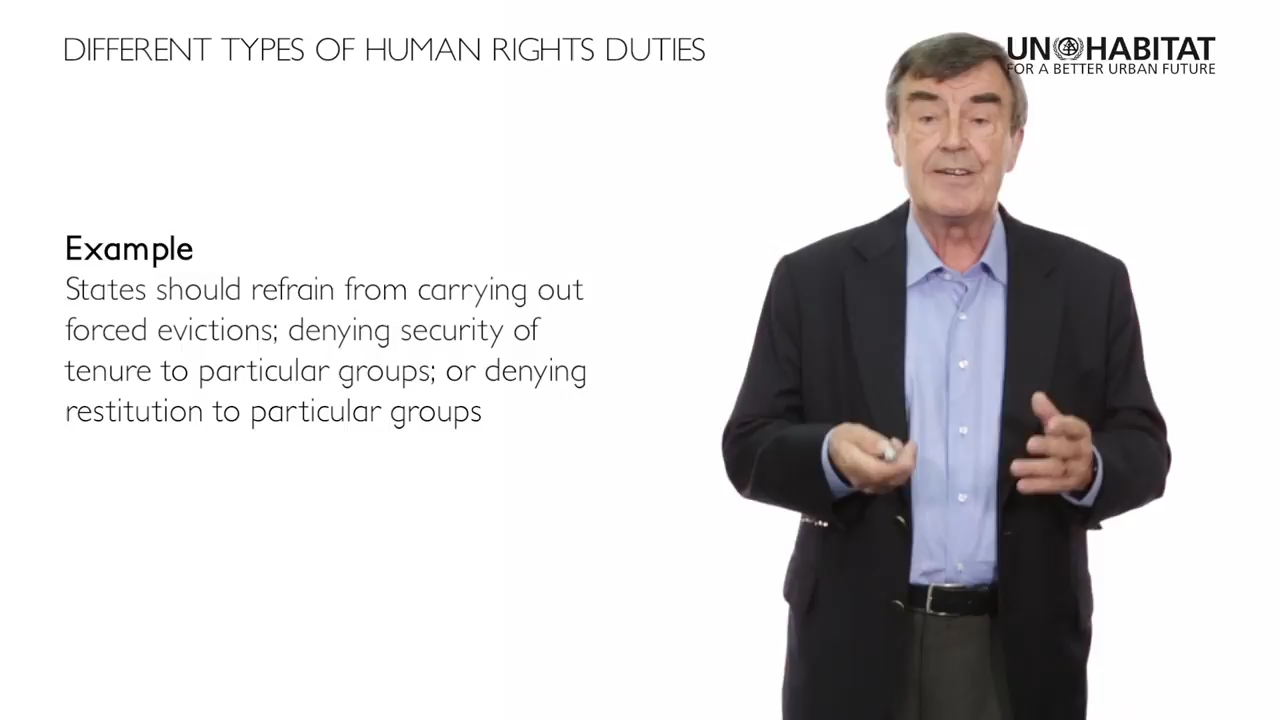 DIFFERENT TYPES OF HUMAN RIGHTS DUTIES
UN HABITAT
FOR A BETTER URBAN FUTURE
Example
States should refrain from carrying out
forced evictions; denying security of
tenure to particular groups; or denying
restitution to particular groups